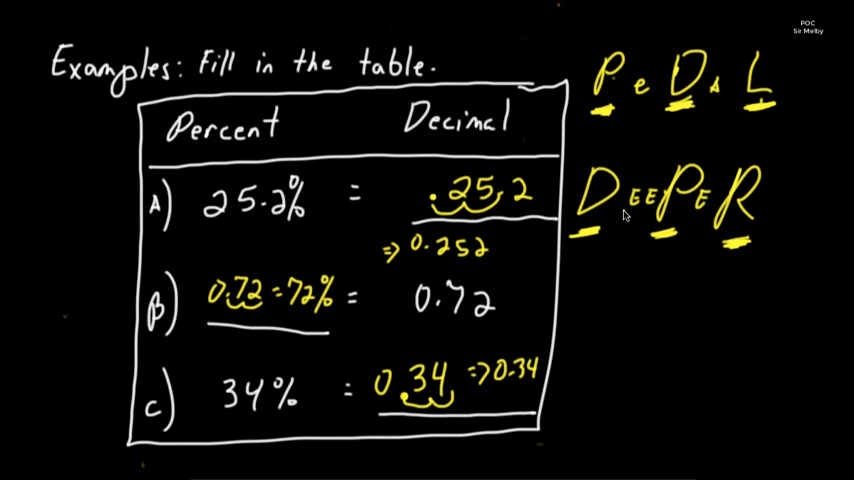 POC
Sir Melby
Examples: Fill in the table.
PeDAL
Percent Decimal
A) 25.2% = .25.2
DEEPER
=> 0.252
B) 0.72 = 72% = 0.72
C) 34% = 0.34 => 0.34